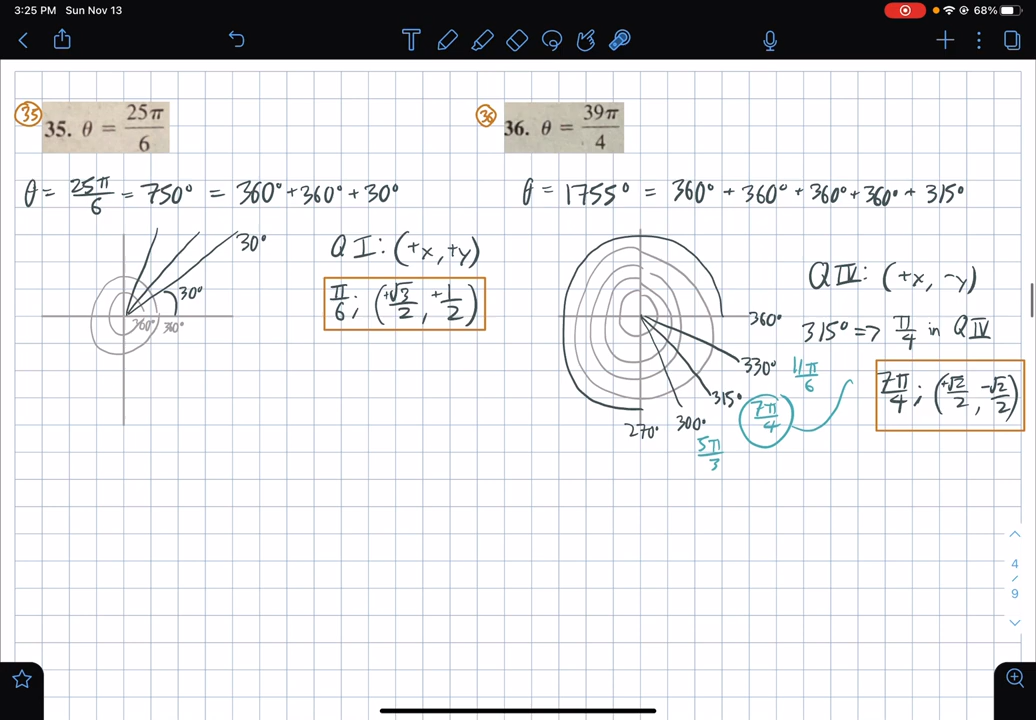 3:25 PM Sun Nov 13
68%
T
35
35. θ = 25π/6
θ = 25π/6 = 750° = 360° + 360° + 30°
30°
30°
360° 360°
Q I: (+x, +y)
π/6; (+√3/2, +1/2)
36
36. θ = 39π/4
θ = 1755° = 360° + 360° + 360° + 360° + 315°
360°
330° 11π/6
315° 7π/4
300° 5π/3
270°
Q IV: (+x, -y)
315° => π/4 in Q IV
7π/4; (+√2/2, -√2/2)
4
/
9